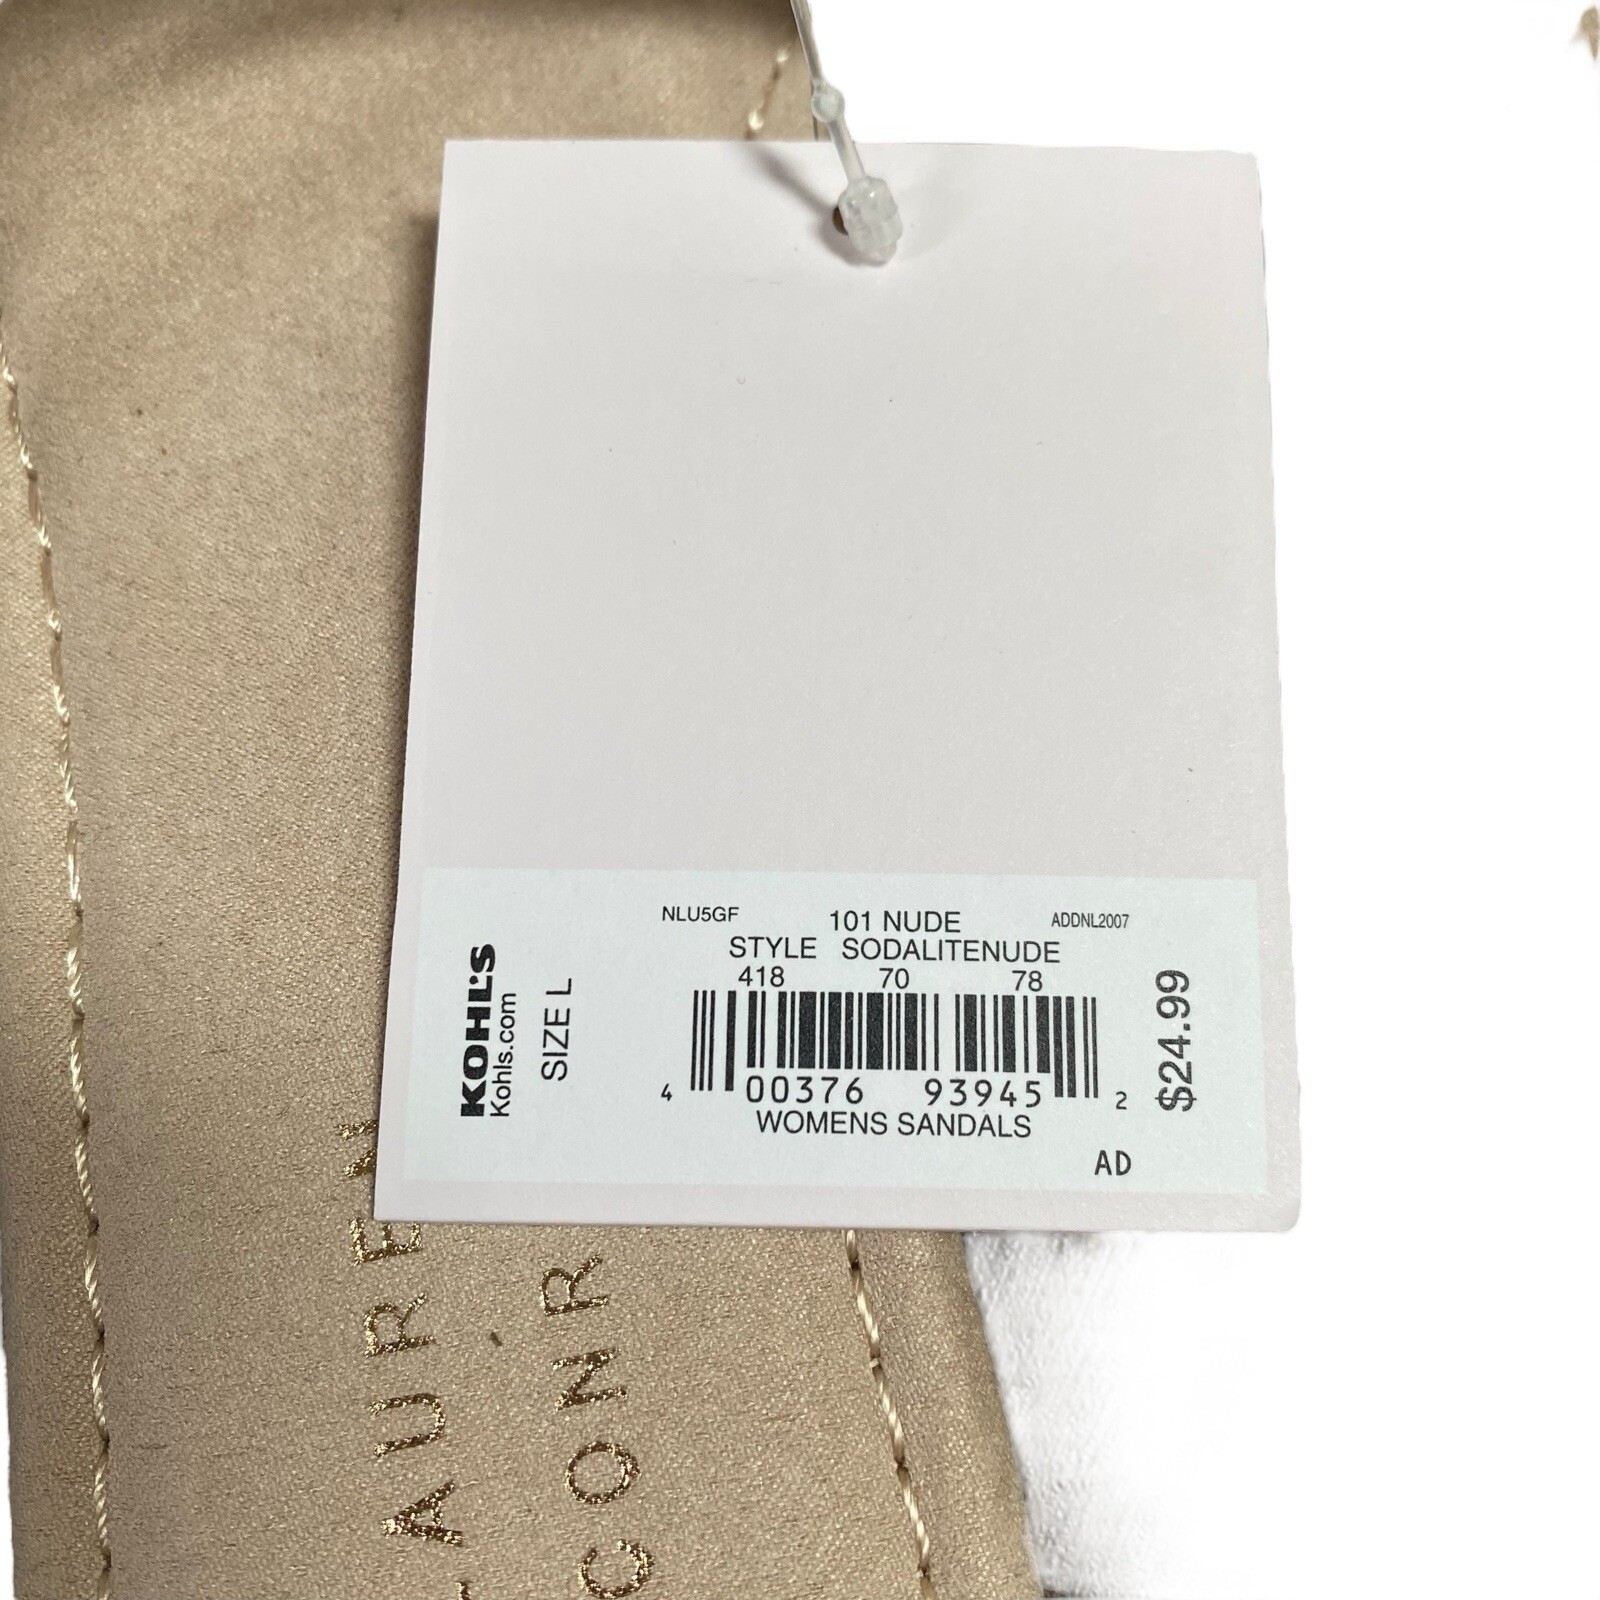 NLU5GF 101 NUDE ADDNL2007
STYLE SODALITENUDE
418 70 78
4 00376 93945 2
WOMENS SANDALS
AD
KOHL'S
Kohls.com
SIZE L
$24.99
LAUREN
CONR